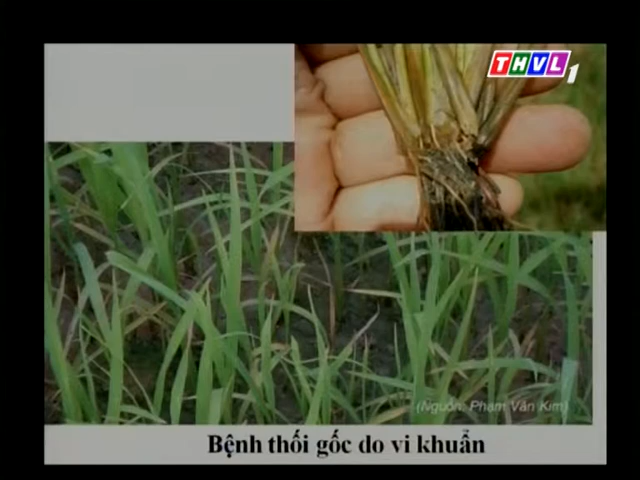 THVL1
(Nguồn: Phạm Văn Kim)
Bệnh thối gốc do vi khuẩn